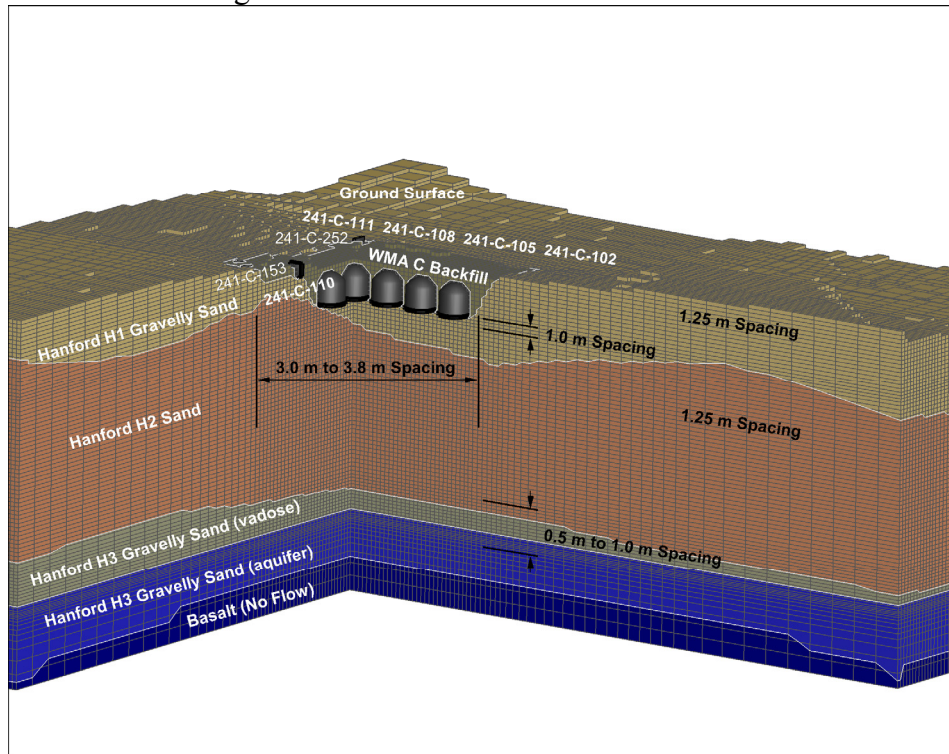 Ground Surface
241-C-111 241-C-108 241-C-105 241-C-102
241-C-252
WMA C Backfill
241-C-153
241-C-110
Hanford H1 Gravelly Sand
1.25 m Spacing
1.0 m Spacing
3.0 m to 3.8 m Spacing
Hanford H2 Sand
1.25 m Spacing
Hanford H3 Gravelly Sand (vadose)
0.5 m to 1.0 m Spacing
Hanford H3 Gravelly Sand (aquifer)
Basalt (No Flow)